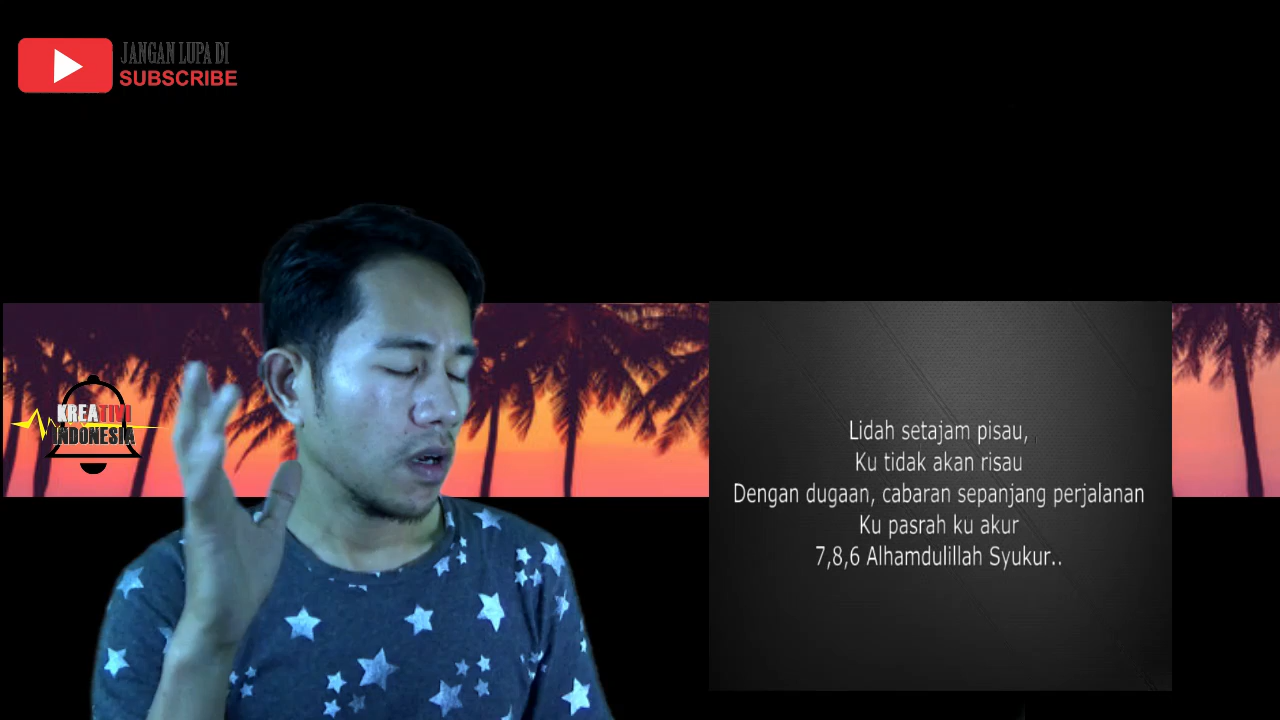 JANGAN LUPA DI
SUBSCRIBE
KREATIVI
INDONESIA
Lidah setajam pisau,
Ku tidak akan risau
Dengan dugaan, cabaran sepanjang perjalanan
Ku pasrah ku akur
7,8,6 Alhamdulillah Syukur..